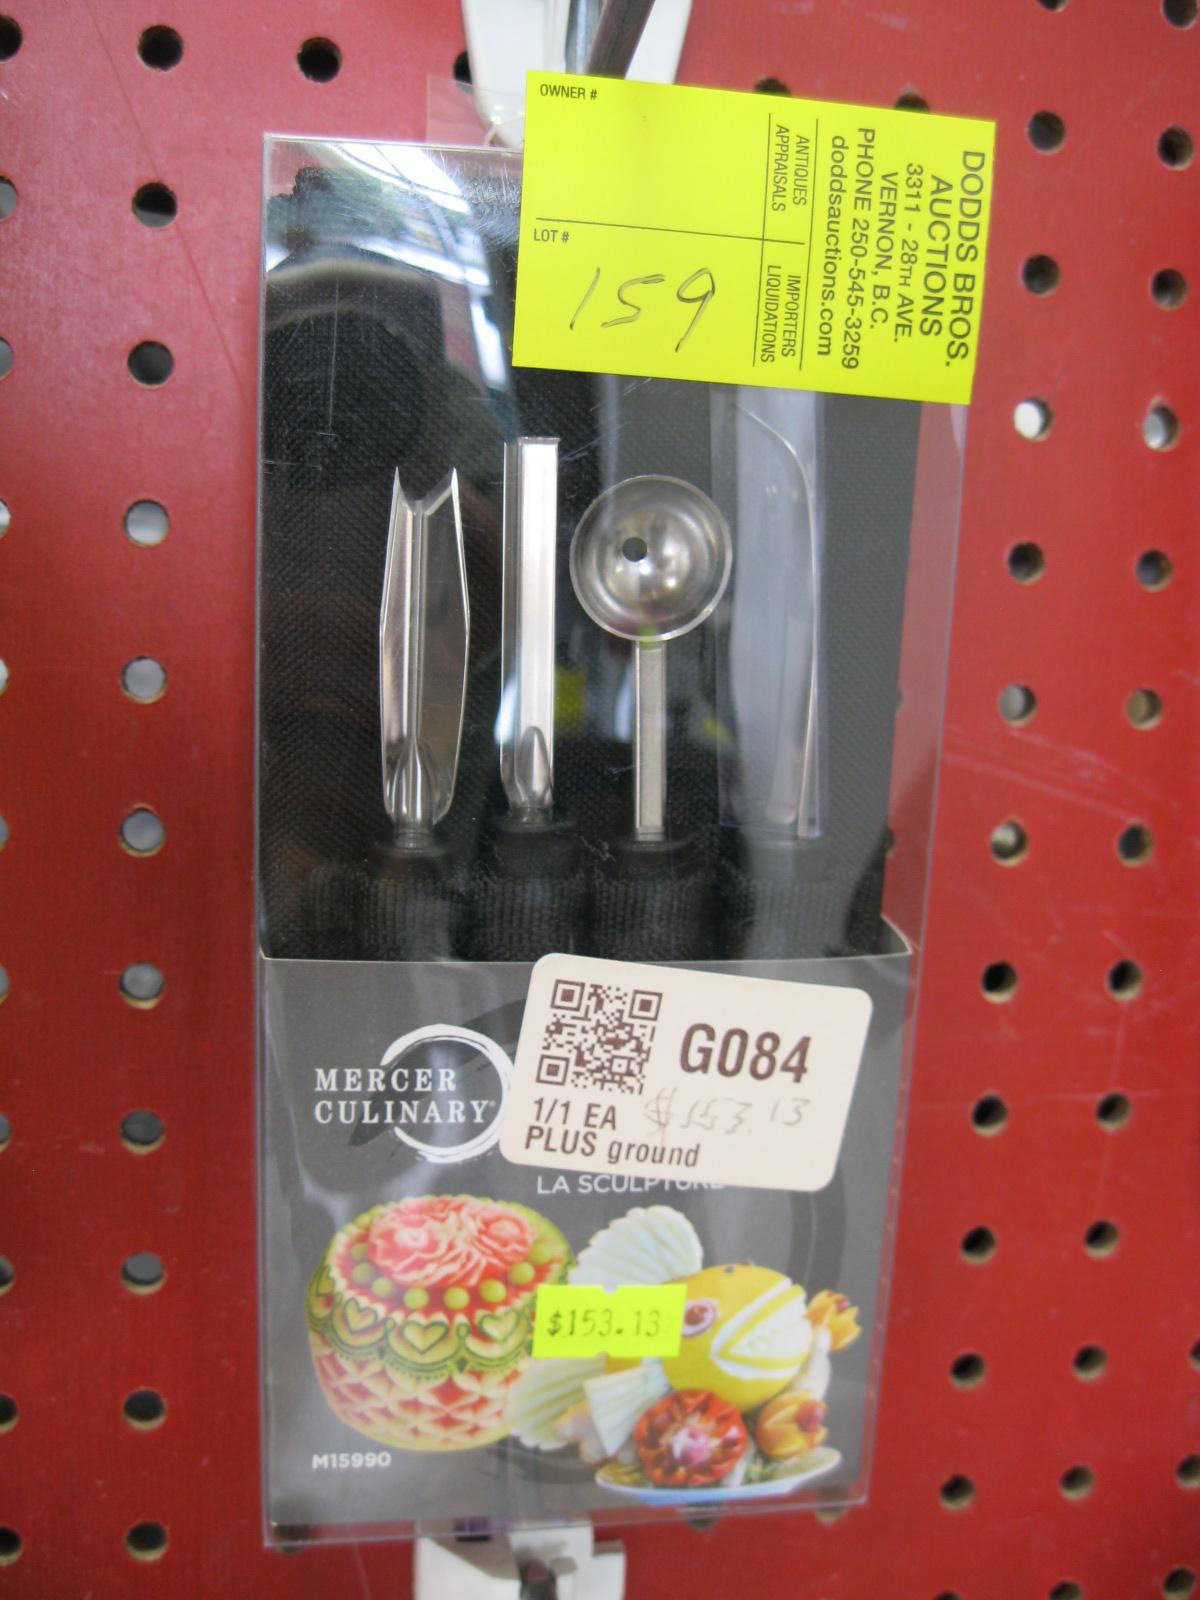 OWNER #
LOT #
159
ANTIQUES
APPRAISALS
IMPORTERS
LIQUIDATIONS
DODDS BROS.
AUCTIONS
3311 - 28TH AVE.
VERNON, B.C.
PHONE 250-545-3259
doddsauctions.com
MERCER
CULINARY®
G084
1/1 EA $153.13
PLUS ground
LA SCULPTURE
$153.13
M15990